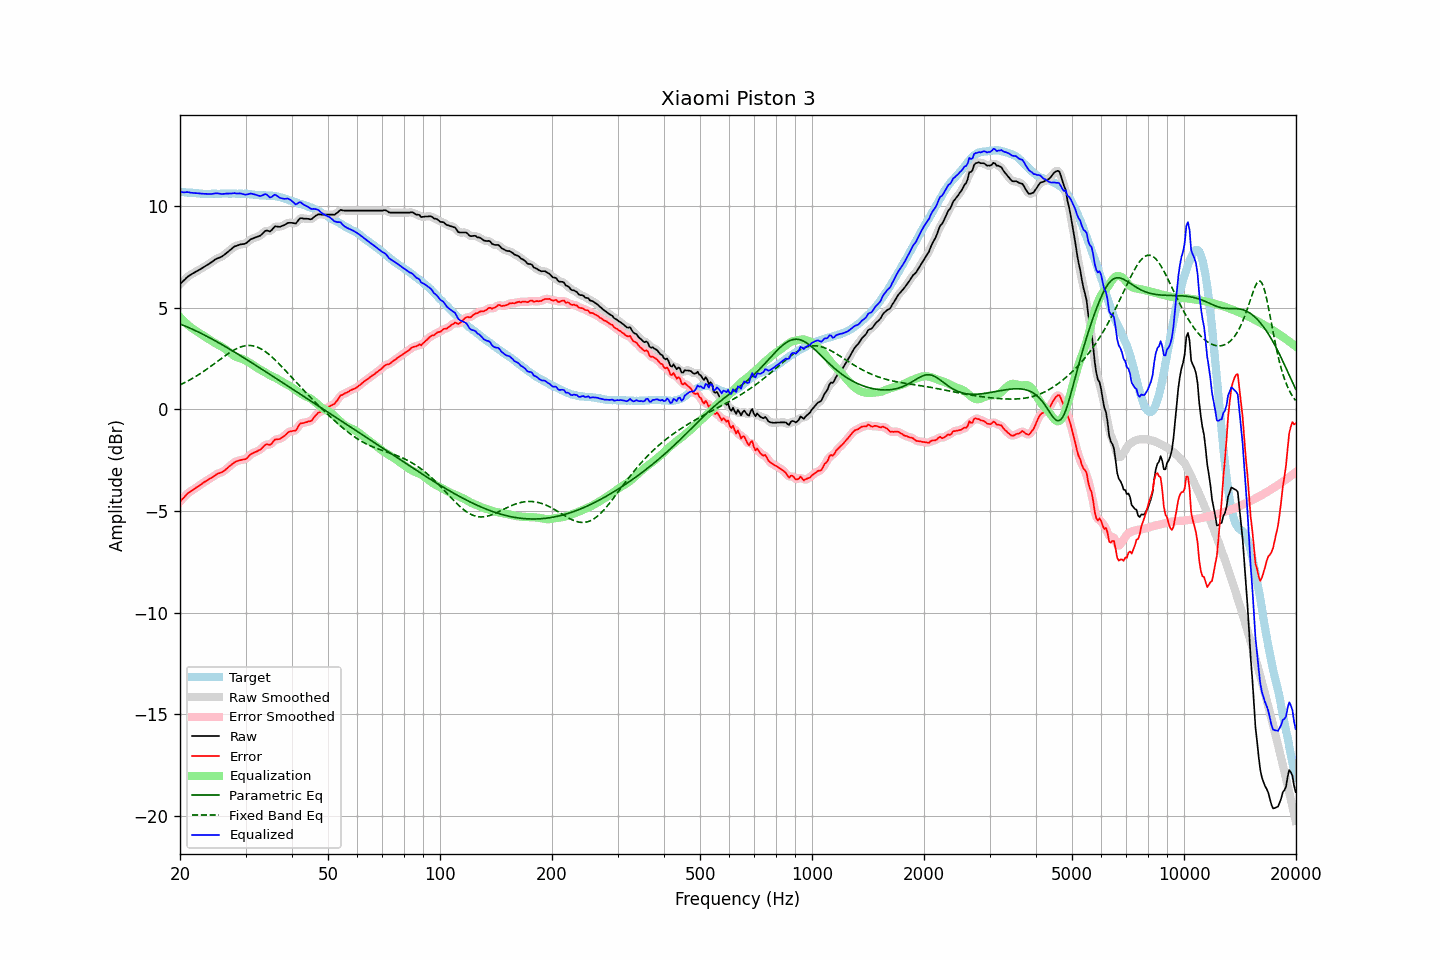 Xiaomi Piston 3
Amplitude (dBr)
10
5
0
−5
−10
−15
−20
Target
Raw Smoothed
Error Smoothed
Raw
Error
Equalization
Parametric Eq
Fixed Band Eq
Equalized
20 50 100 200 500 1000 2000 5000 10000 20000
Frequency (Hz)